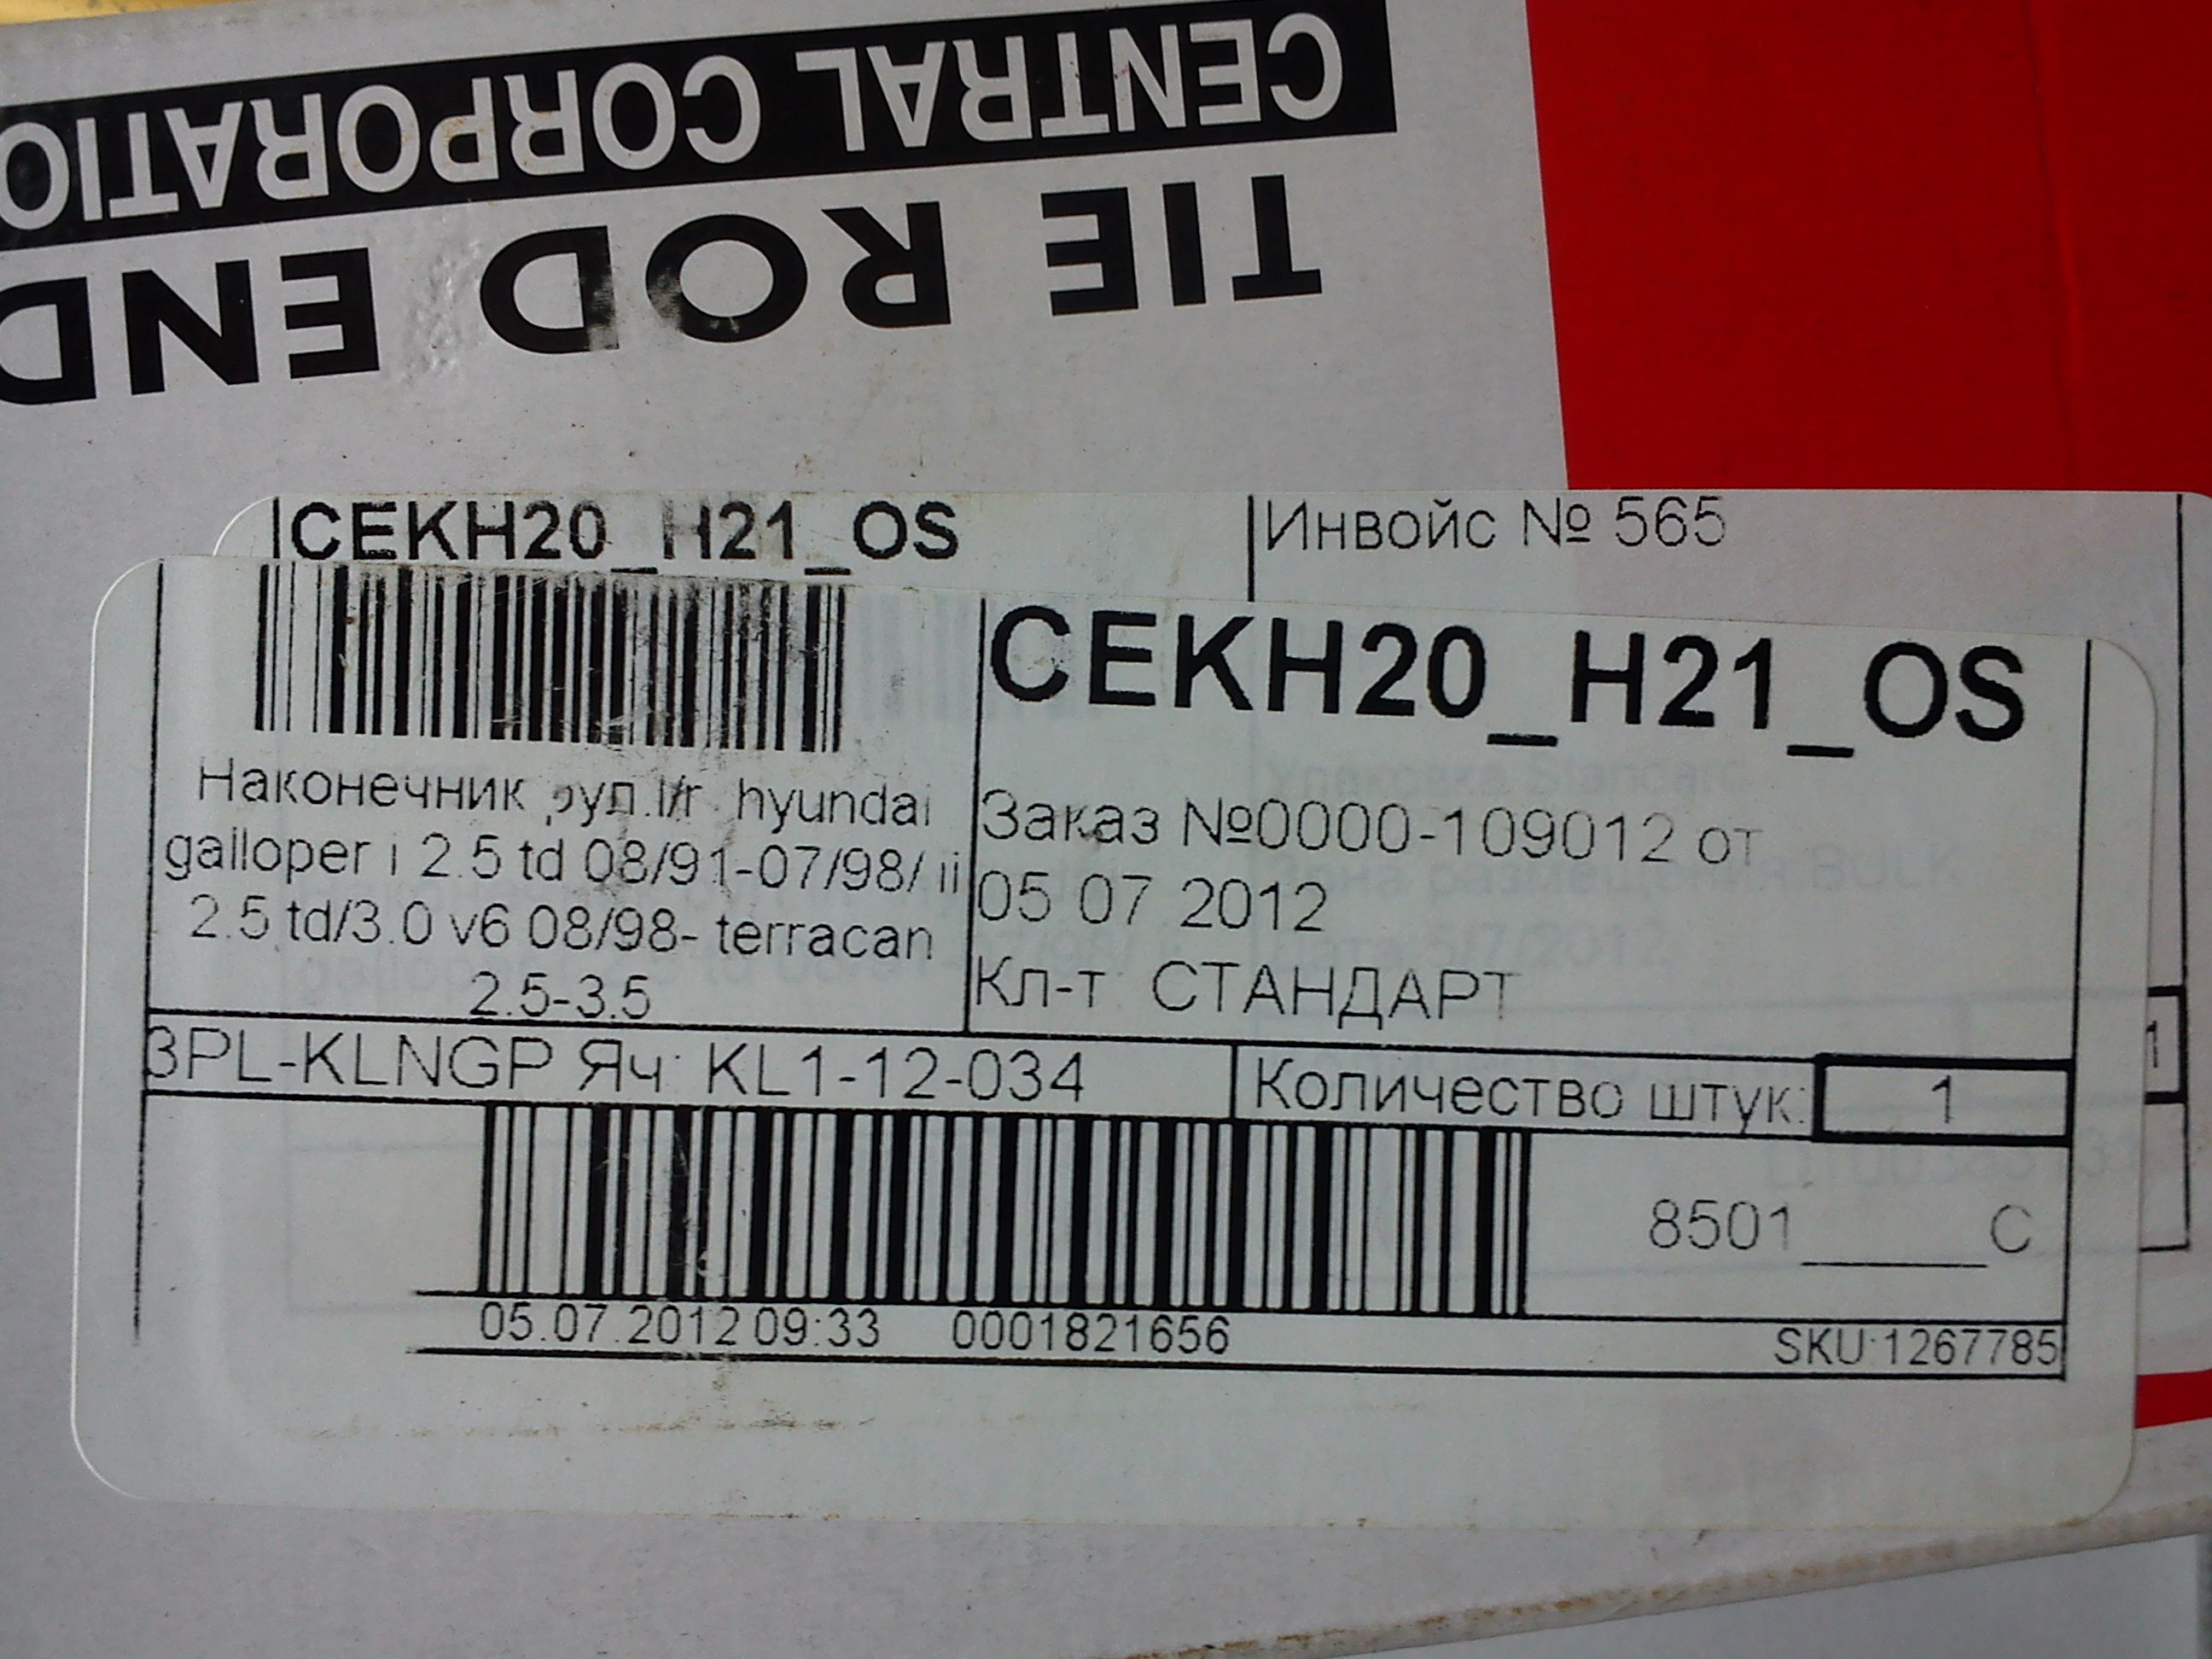 CENTRAL CORPORATIO
TIE ROD END
CEKH20_H21_OS
Инвойс № 565
CEKH20_H21_OS
Наконечник рул.l/r hyundai
galloper i 2.5 td 08/91-07/98/ ii
2.5 td/3.0 v6 08/98- terracan
2.5-3.5
Заказ №0000-109012 от
05 07 2012
Кл-т СТАНДАРТ
3PL-KLNGP Яч: KL1-12-034
Количество штук: 1
1
8501_____C
05.07.2012 09:33 0001821656
SKU:1267785